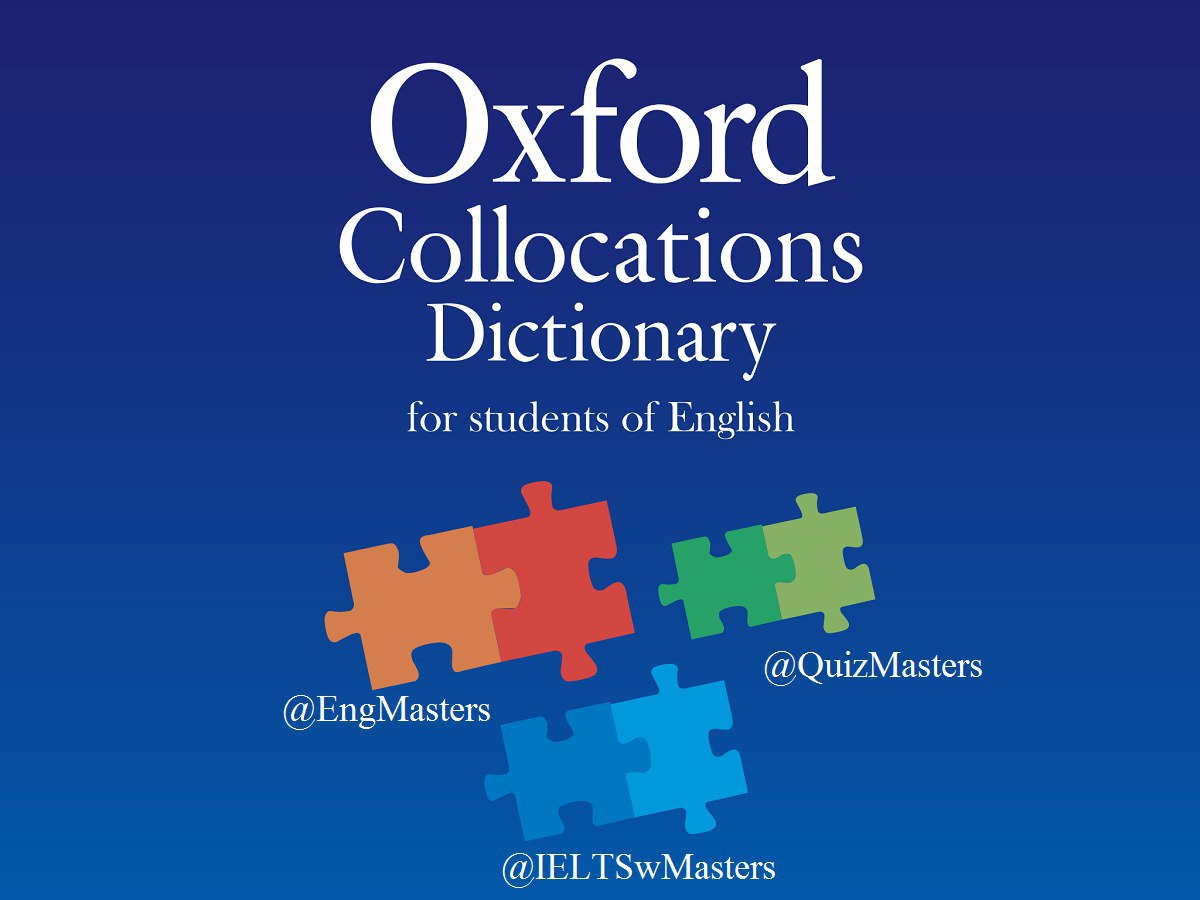 Oxford
Collocations
Dictionary
for students of English
@QuizMasters
@EngMasters
@IELTSwMasters